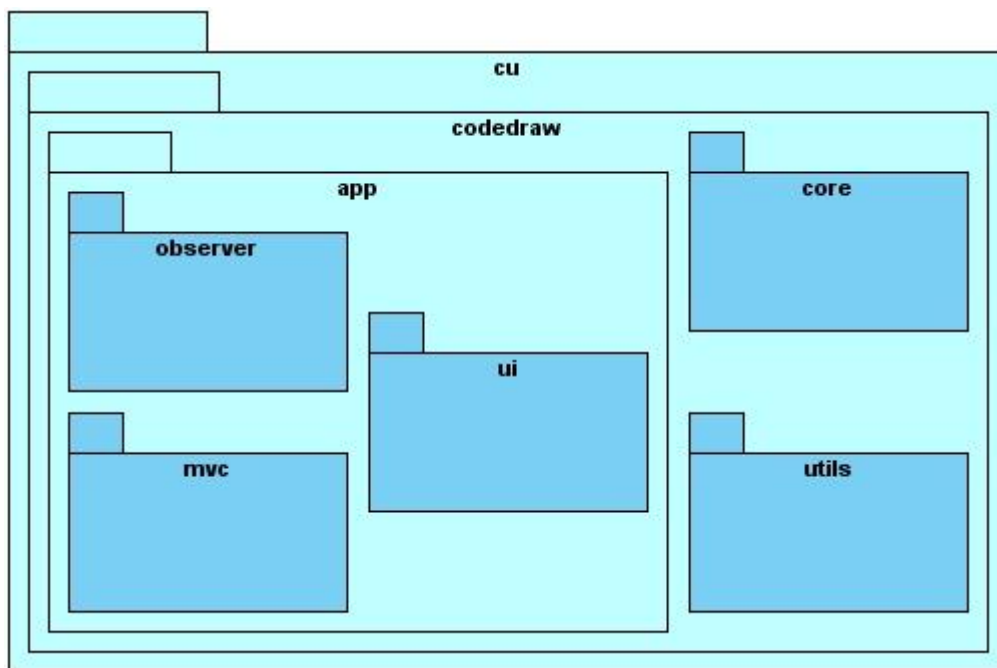 cu
codedraw
core
app
observer
ui
mvc
utils